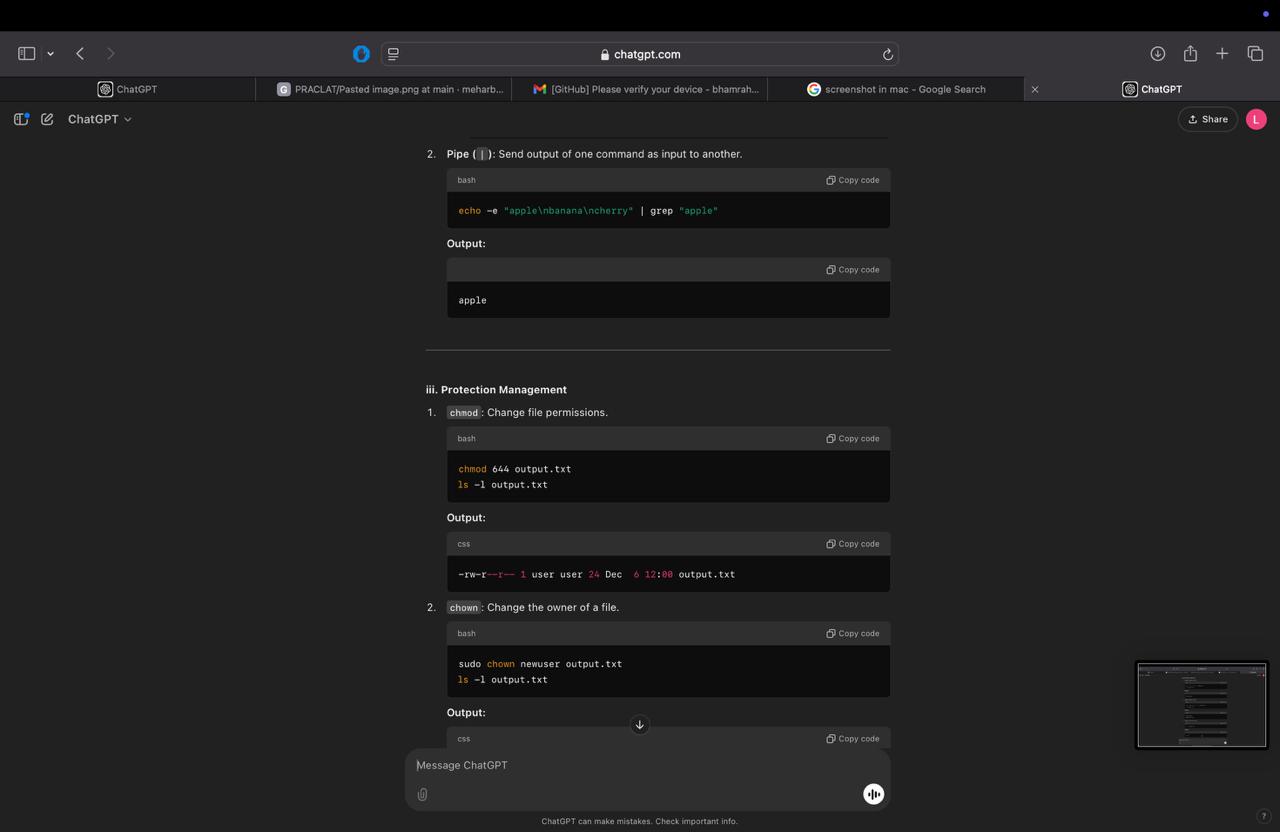 chatgpt.com
ChatGPT
PRACLAT/Pasted image.png at main · meharb...
[GitHub] Please verify your device - bhamrah...
screenshot in mac - Google Search
ChatGPT
ChatGPT
Share
L
2. Pipe (|): Send output of one command as input to another.
bash
Copy code
echo -e "apple\nbanana\ncherry" | grep "apple"
Output:
Copy code
apple
iii. Protection Management
1. chmod: Change file permissions.
bash
Copy code
chmod 644 output.txt
ls -l output.txt
Output:
css
Copy code
-rw-r--r-- 1 user user 24 Dec  6 12:00 output.txt
2. chown: Change the owner of a file.
bash
Copy code
sudo chown newuser output.txt
ls -l output.txt
Output:
css
Copy code
Message ChatGPT
ChatGPT can make mistakes. Check important info.
?